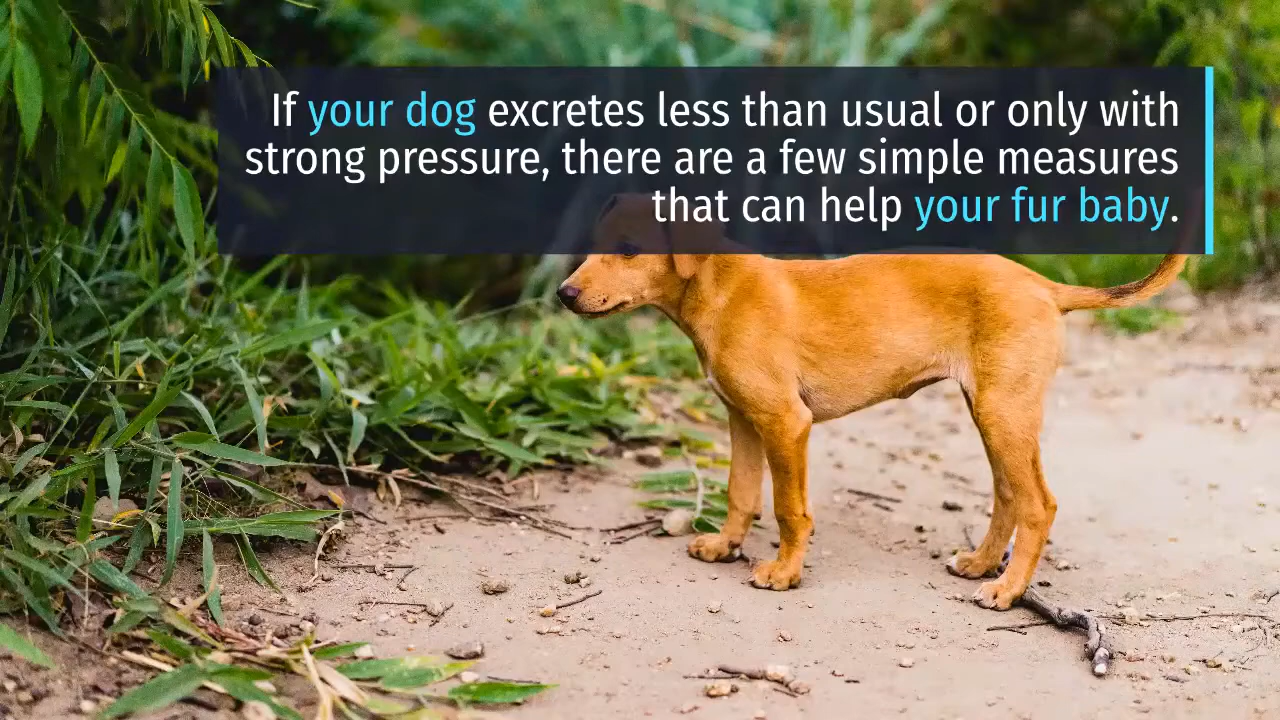 If your dog excretes less than usual or only with
strong pressure, there are a few simple measures
that can help your fur baby.